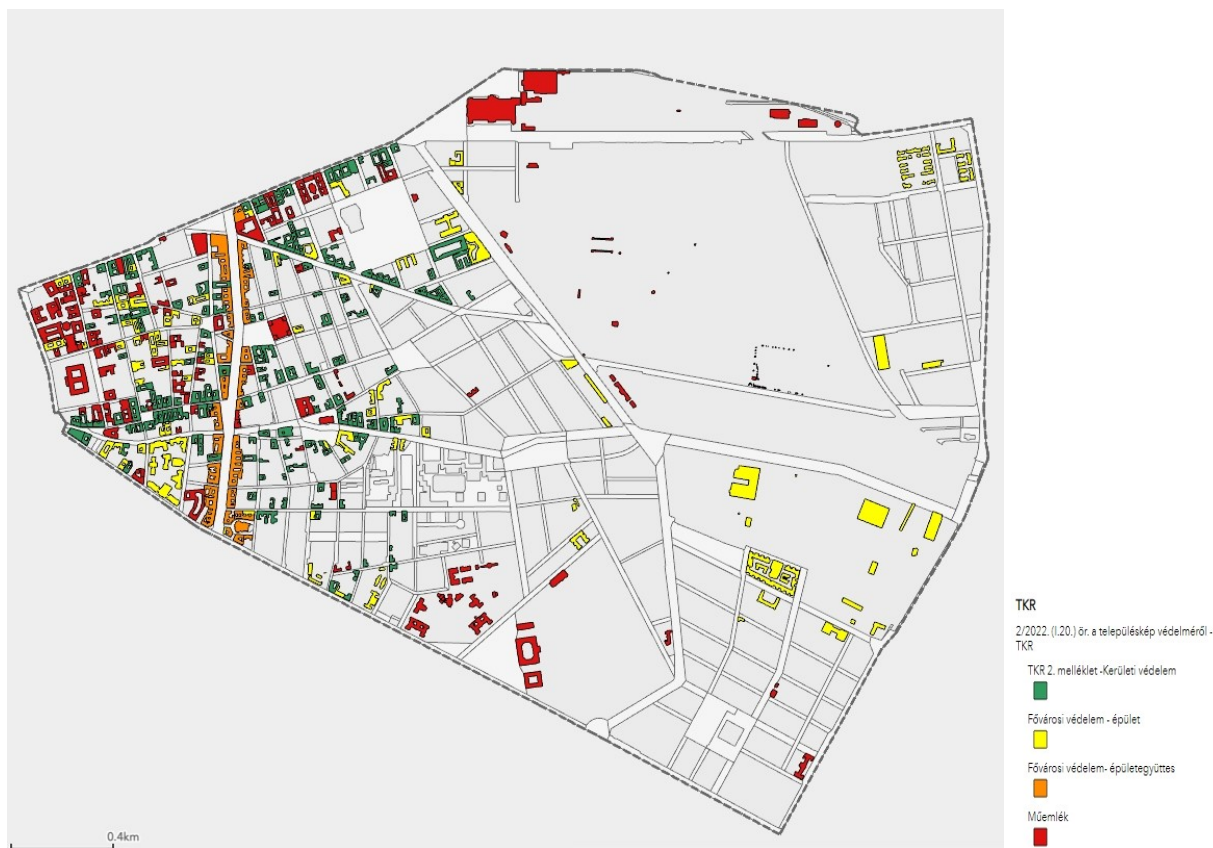 TKR
2/2022. (I.20.) ör. a településkép védelméről -
TKR
TKR 2. melléklet -Kerületi védelem
Fővárosi védelem - épület
Fővárosi védelem- épületegyüttes
Műemlék
0.4km